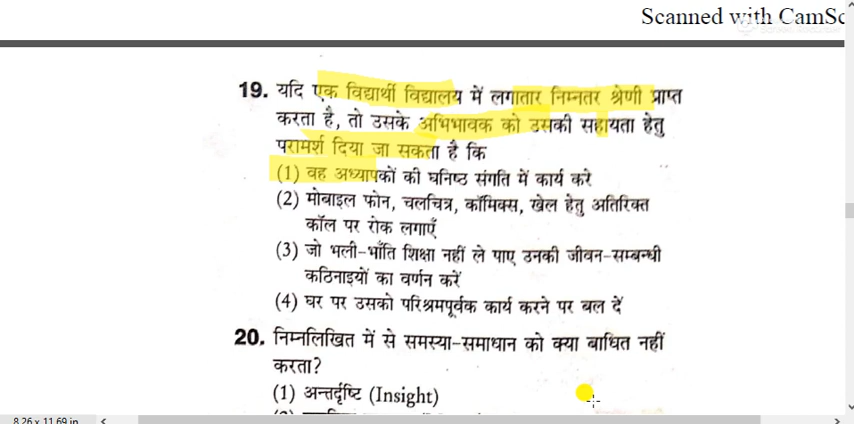 Scanned with CamSc
19. यदि एक विद्यार्थी विद्यालय में लगातार निम्नतर श्रेणी प्राप्त
करता है, तो उसके अभिभावक को उसकी सहायता हेतु
परामर्श दिया जा सकता है कि
(1) वह अध्यापकों की घनिष्ठ संगति में कार्य करे
(2) मोबाइल फोन, चलचित्र, कॉमिक्स, खेल हेतु अतिरिक्त
कॉल पर रोक लगाएँ
(3) जो भली-भाँति शिक्षा नहीं ले पाए उनकी जीवन-सम्बन्धी
कठिनाइयों का वर्णन करें
(4) घर पर उसको परिश्रमपूर्वक कार्य करने पर बल दें
20. निम्नलिखित में से समस्या-समाधान को क्या बाधित नहीं
करता?
(1) अन्तर्दृष्टि (Insight)
8.26 x 11.69 in